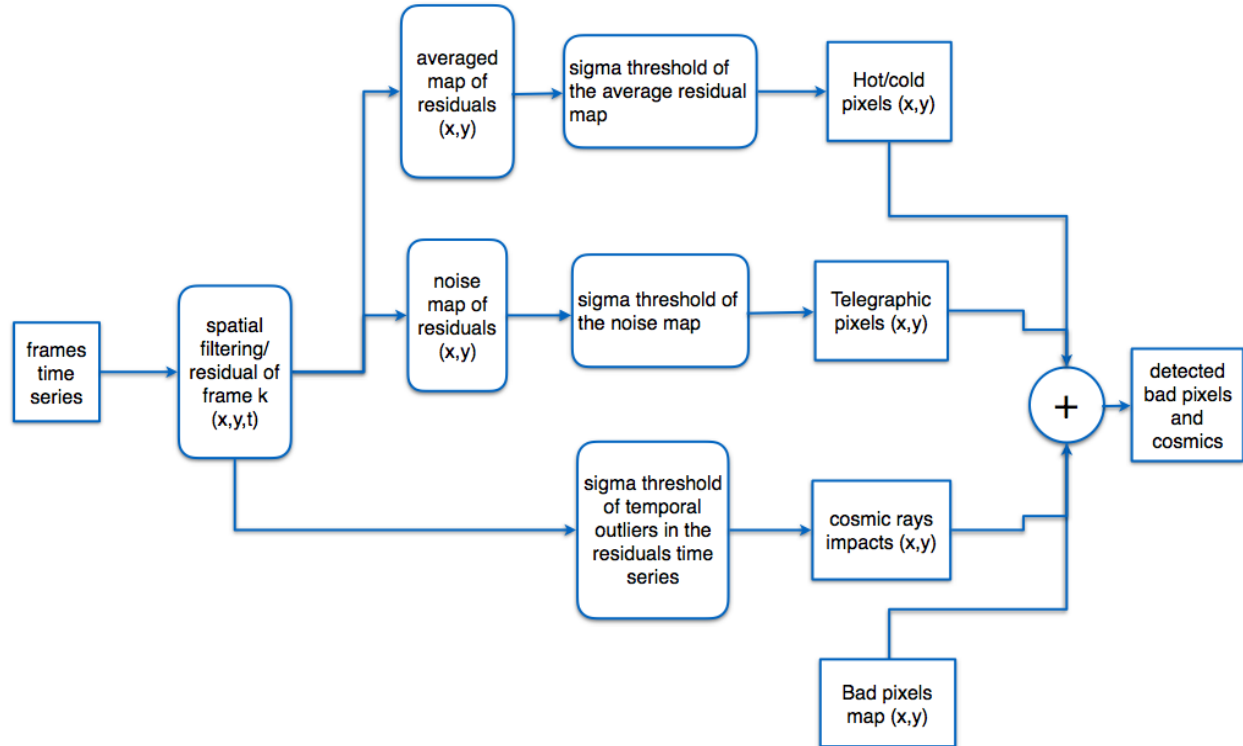 averaged
map of
residuals
(x,y)
sigma threshold of
the average residual
map
Hot/cold
pixels (x,y)
frames
time
series
spatial
filtering/
residual of
frame k
(x,y,t)
noise
map of
residuals
(x,y)
sigma threshold of
the noise map
Telegraphic
pixels (x,y)
+
detected
bad pixels
and
cosmics
sigma threshold
of temporal
outliers in the
residuals time
series
cosmic rays
impacts (x,y)
Bad pixels
map (x,y)